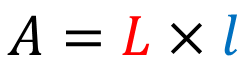 A = L × l